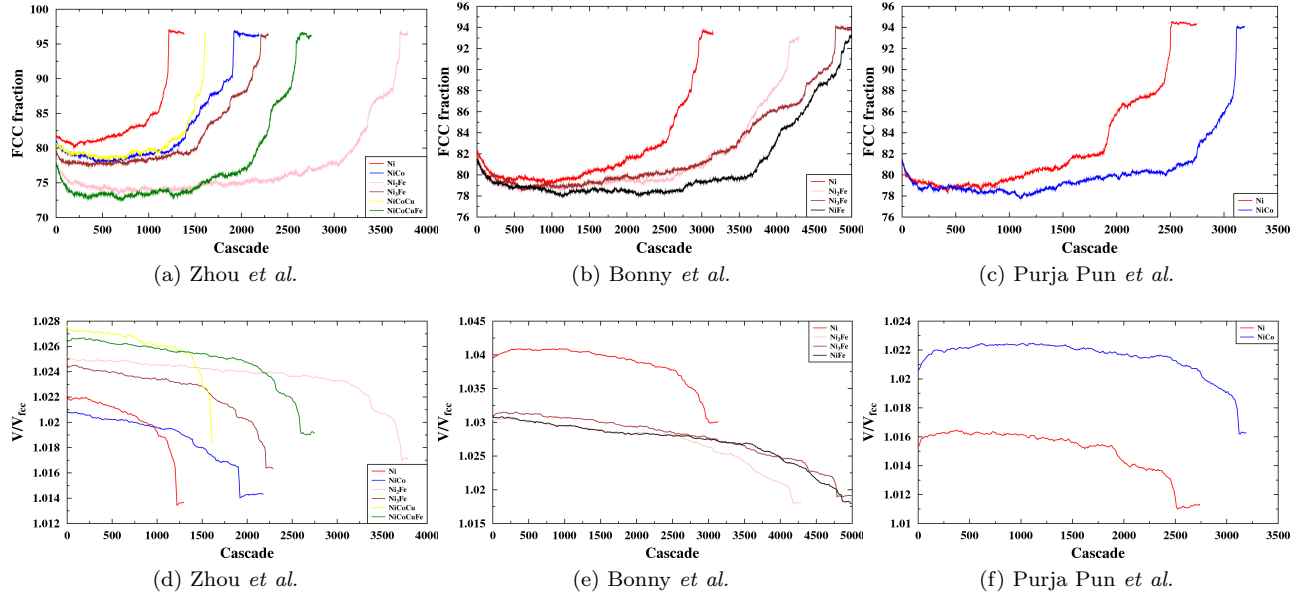 FCC fraction
100
95
90
85
80
75
70
0 500 1000 1500 2000 2500 3000 3500 4000
Cascade
Ni
NiCo
Ni₂Fe
Ni₃Fe
NiCoCu
NiCoCuFe
(a) Zhou et al.
FCC fraction
96
94
92
90
88
86
84
82
80
78
76
0 500 1000 1500 2000 2500 3000 3500 4000 4500 5000
Cascade
Ni
Ni₂Fe
Ni₃Fe
NiFe
(b) Bonny et al.
FCC fraction
96
94
92
90
88
86
84
82
80
78
76
0 500 1000 1500 2000 2500 3000 3500
Cascade
Ni
NiCo
(c) Purja Pun et al.
V/Vfcc
1.028
1.026
1.024
1.022
1.02
1.018
1.016
1.014
1.012
0 500 1000 1500 2000 2500 3000 3500 4000
Cascade
Ni
NiCo
Ni₂Fe
Ni₃Fe
NiCoCu
NiCoCuFe
(d) Zhou et al.
V/Vfcc
1.045
1.04
1.035
1.03
1.025
1.02
1.015
0 500 1000 1500 2000 2500 3000 3500 4000 4500 5000
Cascade
Ni
Ni₂Fe
Ni₃Fe
NiFe
(e) Bonny et al.
V/Vfcc
1.024
1.022
1.02
1.018
1.016
1.014
1.012
1.01
0 500 1000 1500 2000 2500 3000 3500
Cascade
Ni
NiCo
(f) Purja Pun et al.